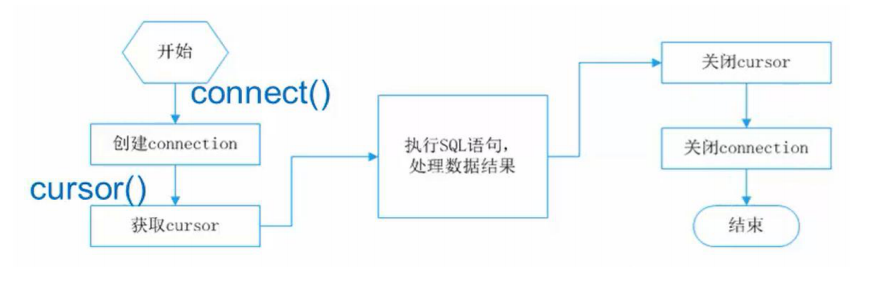 开始
connect()
创建connection
cursor()
获取cursor
执行SQL语句，
处理数据结果
关闭cursor
关闭connection
结束